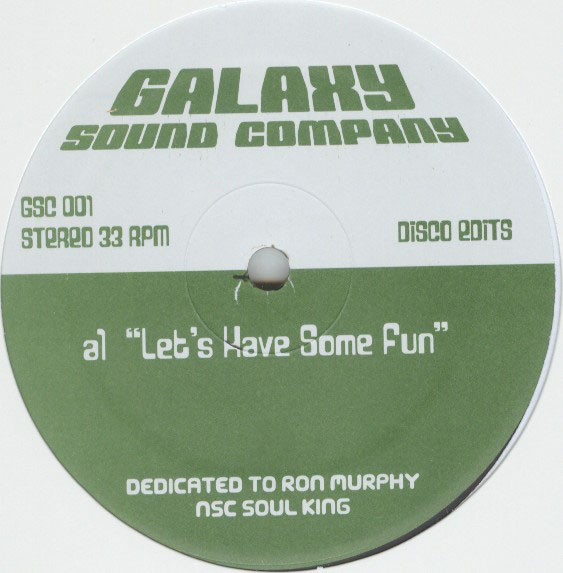 GALAXY
SOUND COMPANY
GSC 001
STEREO 33 RPM
DISCO EDITS
a1 “Let's Have Some Fun”
DEDICATED TO RON MURPHY
NSC SOUL KING